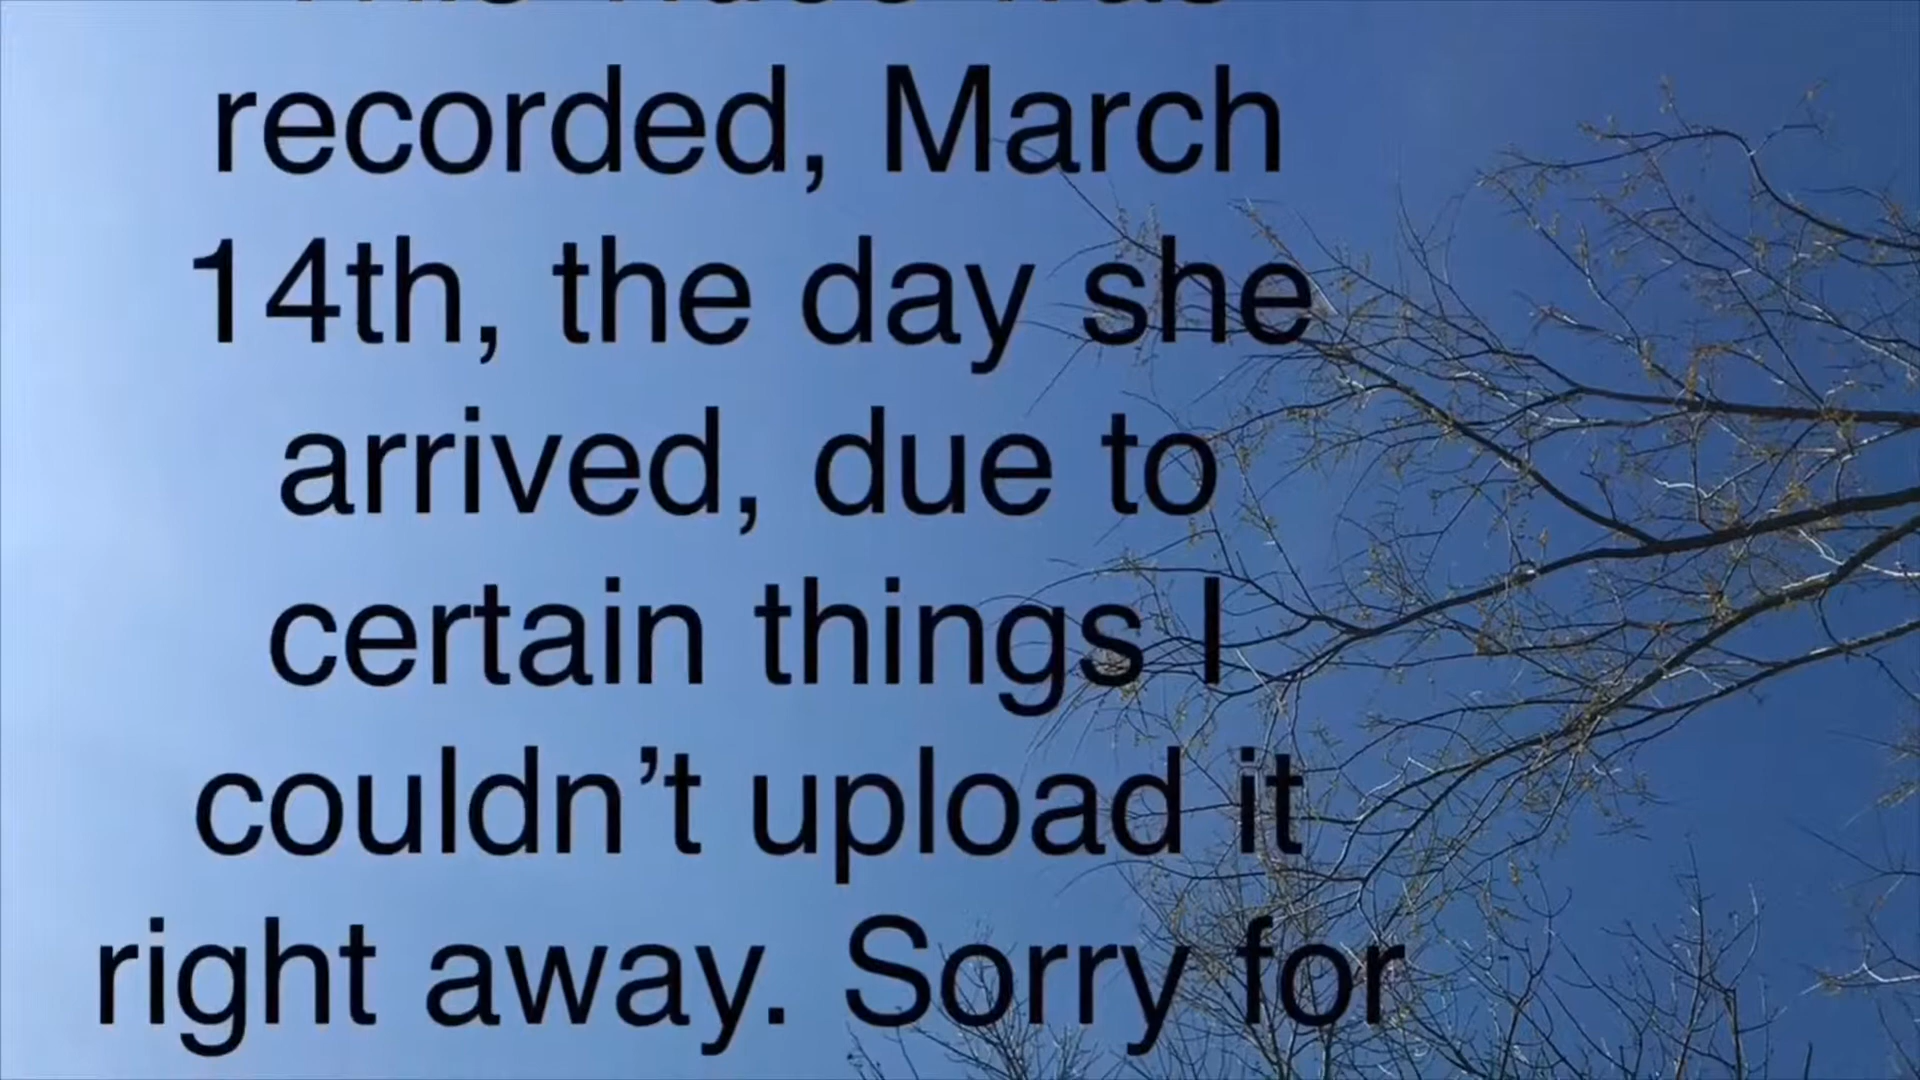 recorded, March
14th, the day she
arrived, due to
certain things I
couldn’t upload it
right away. Sorry for